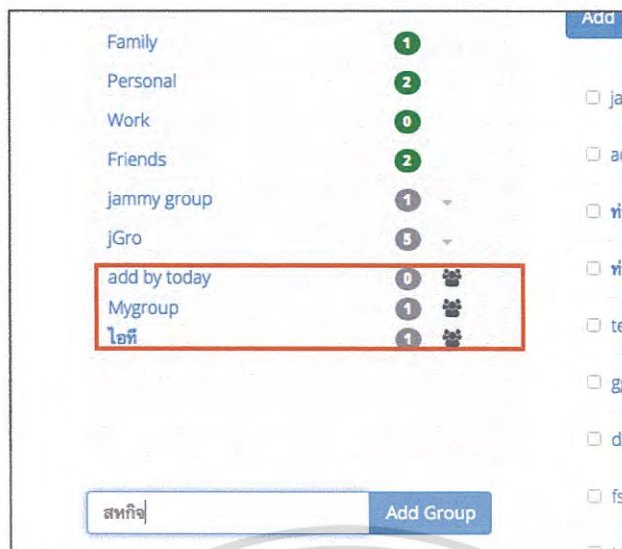 Add
Family 1
Personal 2
Work 0
Friends 2
jammy group 1
jGro 5
add by today 0
Mygroup 1
ไอที 1
สหกิจ
Add Group